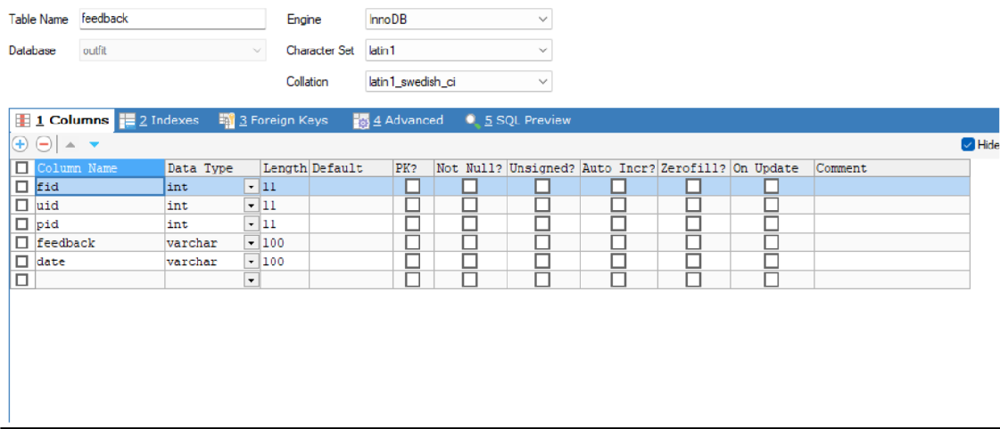 Table Name feedback Engine InnoDB
Database outfit Character Set latin1
Collation latin1_swedish_ci
1 Columns 2 Indexes 3 Foreign Keys 4 Advanced 5 SQL Preview
Hide
Column Name Data Type Length Default PK? Not Null? Unsigned? Auto Incr? Zerofill? On Update Comment
fid int 11
uid int 11
pid int 11
feedback varchar 100
date varchar 100